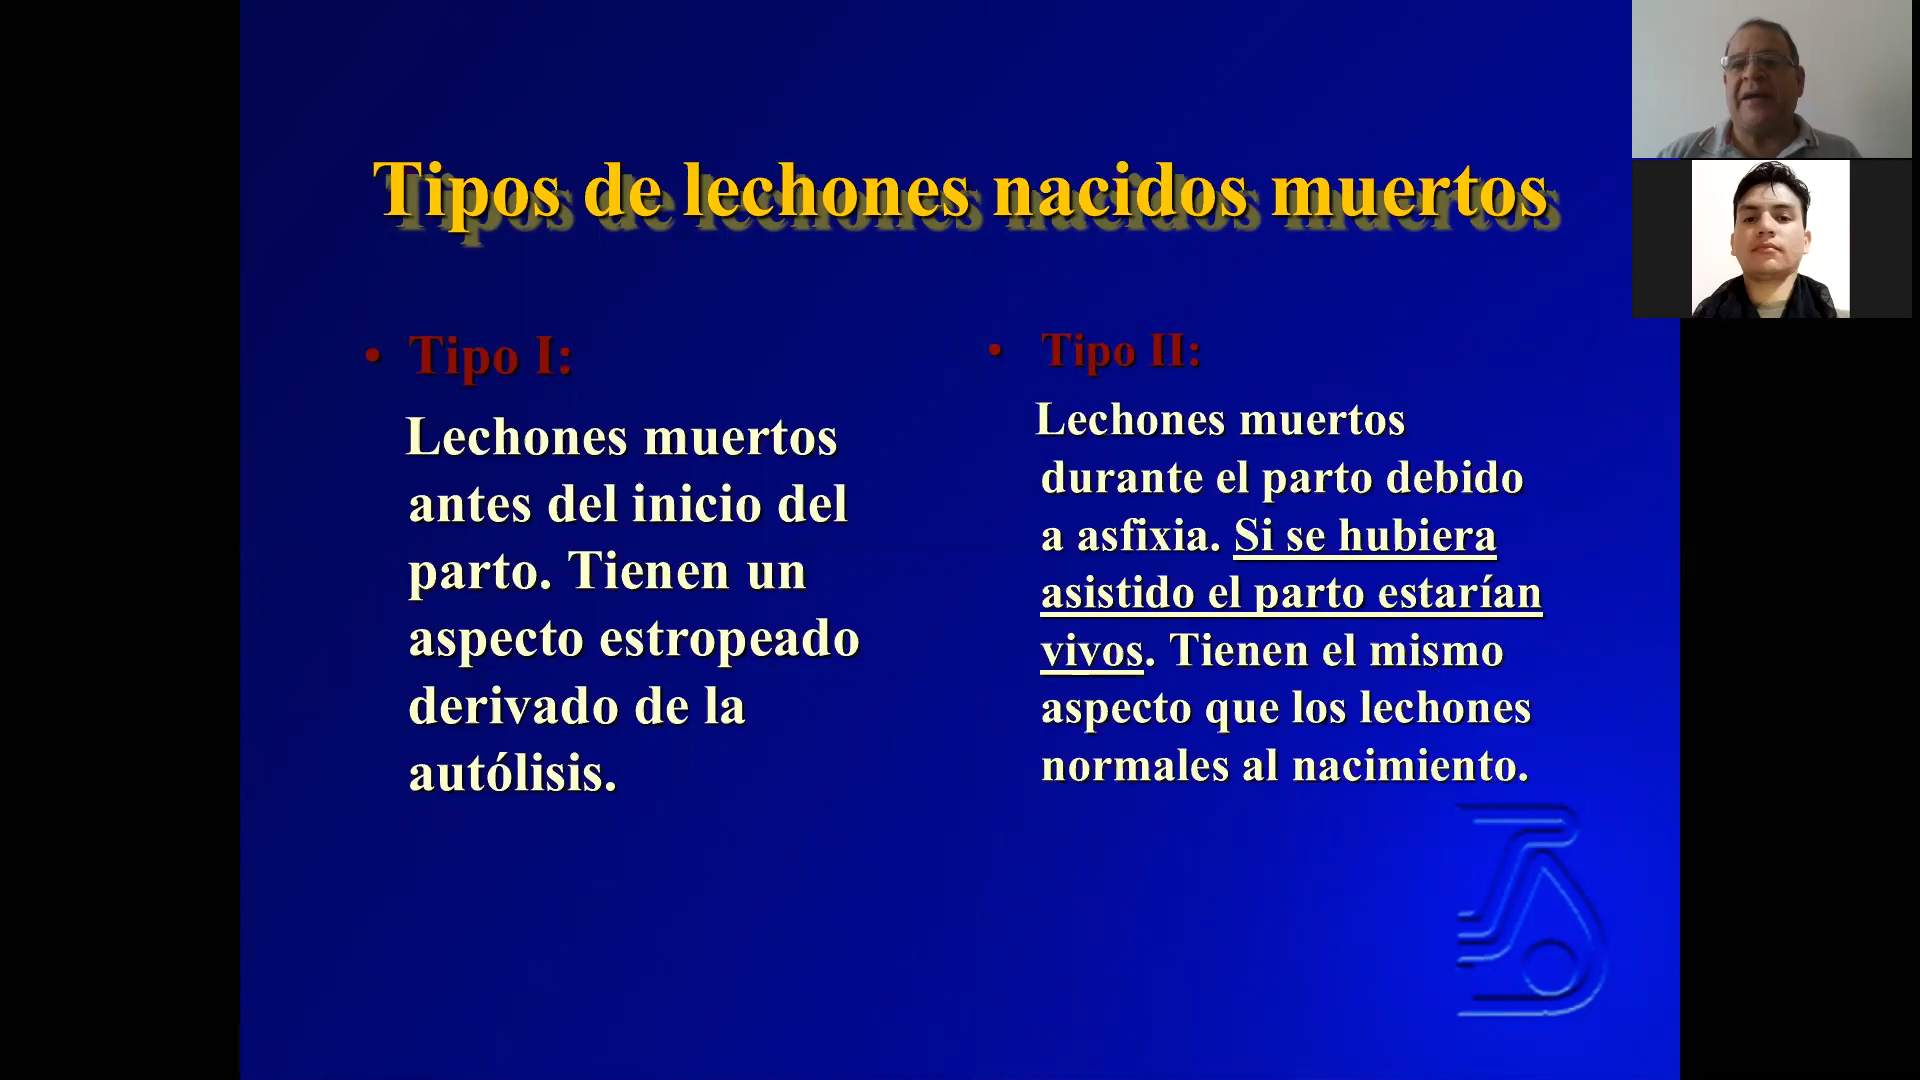 Tipos de lechones nacidos muertos
• Tipo I:
Lechones muertos
antes del inicio del
parto. Tienen un
aspecto estropeado
derivado de la
autólisis.
• Tipo II:
Lechones muertos
durante el parto debido
a asfixia. Si se hubiera
asistido el parto estarían
vivos. Tienen el mismo
aspecto que los lechones
normales al nacimiento.